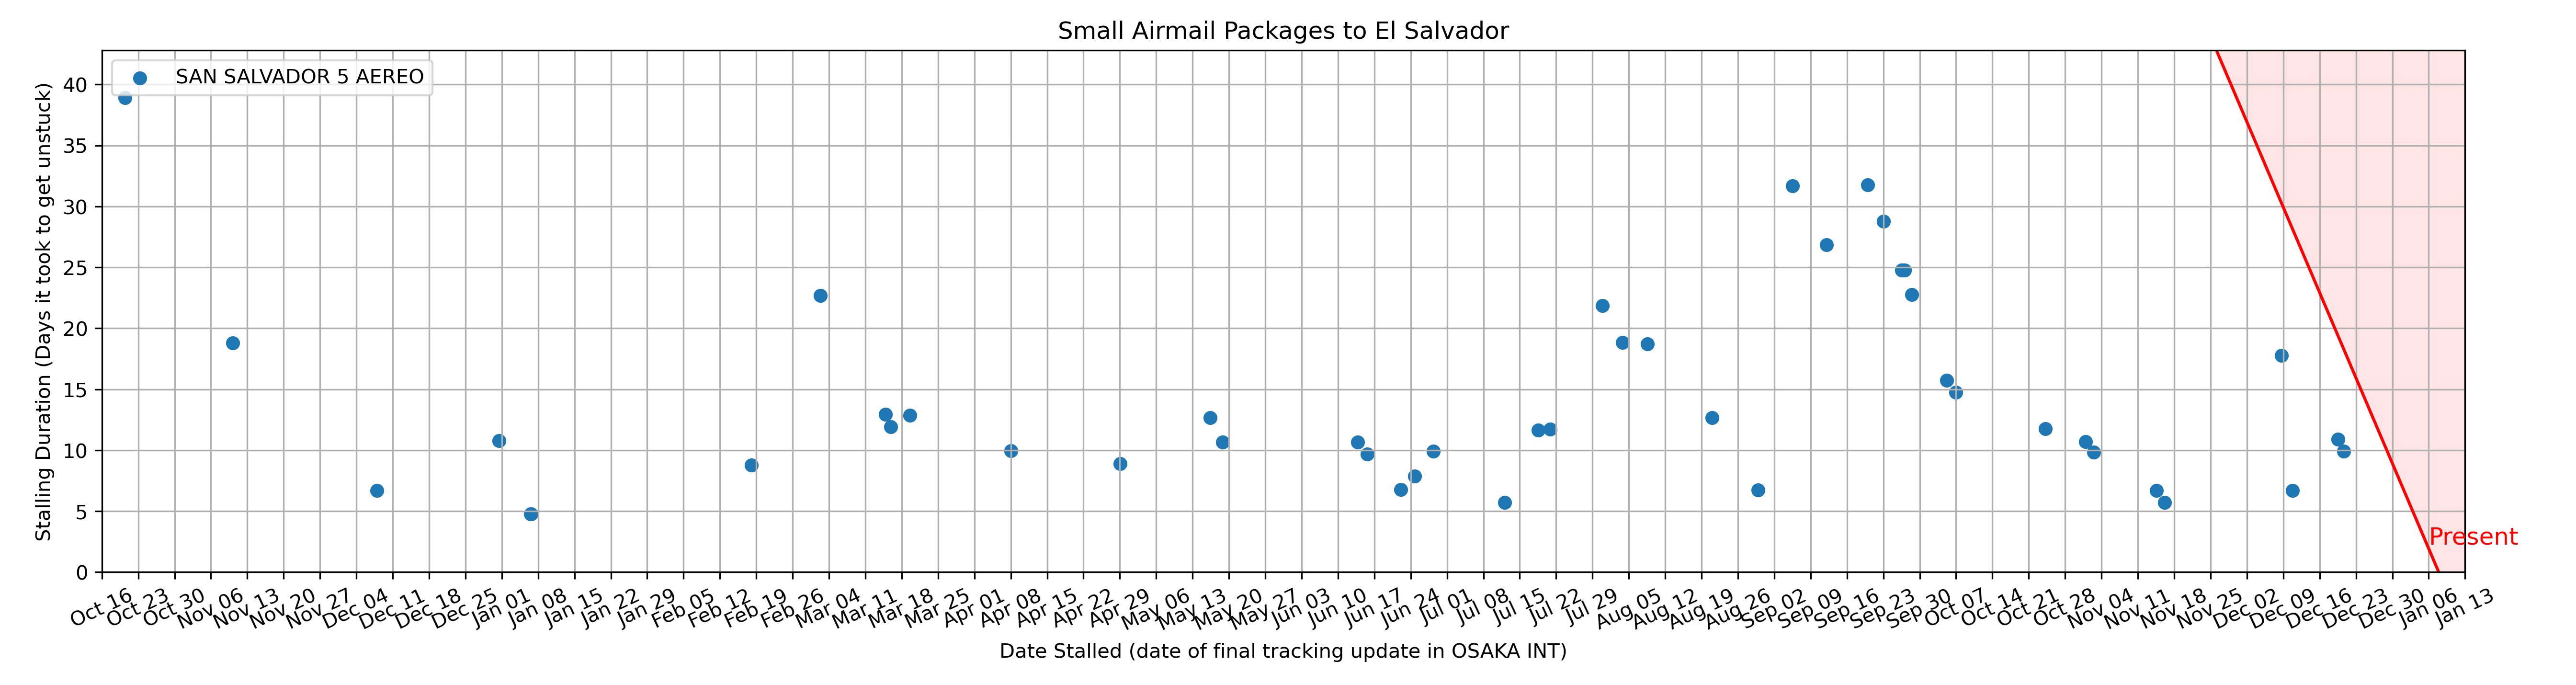 Small Airmail Packages to El Salvador
SAN SALVADOR 5 AEREO
Stalling Duration (Days it took to get unstuck)
40
35
30
25
20
15
10
5
0
Present
Oct 16 Oct 23 Oct 30 Nov 06 Nov 13 Nov 20 Nov 27 Dec 04 Dec 11 Dec 18 Dec 25 Jan 01 Jan 08 Jan 15 Jan 22 Jan 29 Feb 05 Feb 12 Feb 19 Feb 26 Mar 04 Mar 11 Mar 18 Mar 25 Apr 01 Apr 08 Apr 15 Apr 22 Apr 29 May 06 May 13 May 20 May 27 Jun 03 Jun 10 Jun 17 Jun 24 Jul 01 Jul 08 Jul 15 Jul 22 Jul 29 Aug 05 Aug 12 Aug 19 Aug 26 Sep 02 Sep 09 Sep 16 Sep 23 Sep 30 Oct 07 Oct 14 Oct 21 Oct 28 Nov 04 Nov 11 Nov 18 Nov 25 Dec 02 Dec 09 Dec 16 Dec 23 Dec 30 Jan 06 Jan 13
Date Stalled (date of final tracking update in OSAKA INT)